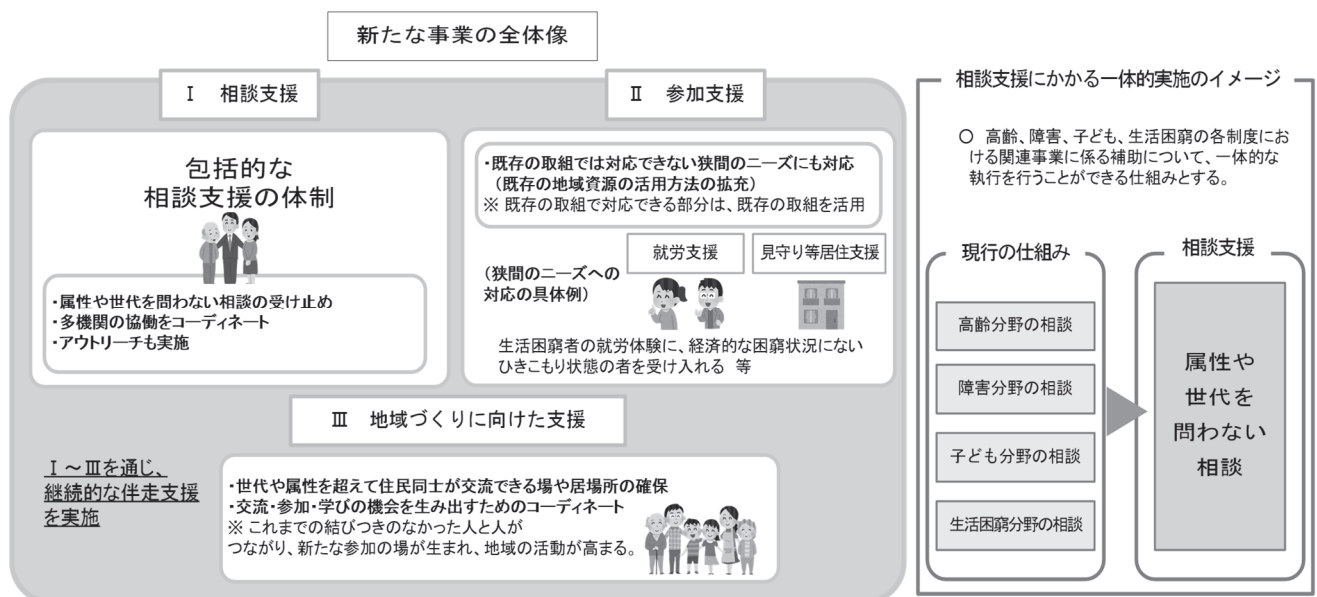 新たな事業の全体像
Ⅰ 相談支援
包括的な
相談支援の体制
・属性や世代を問わない相談の受け止め
・多機関の協働をコーディネート
・アウトリーチも実施
Ⅱ 参加支援
・既存の取組では対応できない狭間のニーズにも対応
(既存の地域資源の活用方法の拡充)
※ 既存の取組で対応できる部分は、既存の取組を活用
(狭間のニーズへの
対応の具体例)
就労支援
見守り等居住支援
生活困窮者の就労体験に、経済的な困窮状況にない
ひきこもり状態の者を受け入れる 等
Ⅲ 地域づくりに向けた支援
Ⅰ~Ⅲを通じ、
継続的な伴走支援
を実施
・世代や属性を超えて住民同士が交流できる場や居場所の確保
・交流・参加・学びの機会を生み出すためのコーディネート
※ これまでの結びつきのなかった人と人が
つながり、新たな参加の場が生まれ、地域の活動が高まる。
相談支援にかかる一体的実施のイメージ
○ 高齢、障害、子ども、生活困窮の各制度にお
ける関連事業に係る補助について、一体的な
執行を行うことができる仕組みとする。
現行の仕組み
高齢分野の相談
障害分野の相談
子ども分野の相談
生活困窮分野の相談
相談支援
属性や
世代を
問わない
相談